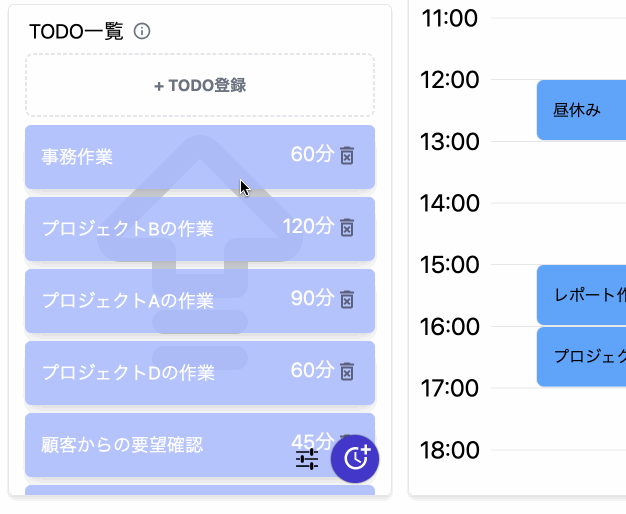 TODO一覧
+ TODO登録
事務作業 60分
プロジェクトBの作業 120分
プロジェクトAの作業 90分
プロジェクトDの作業 60分
顧客からの要望確認 45分
11:00
12:00
昼休み
13:00
14:00
15:00
レポート作
16:00
プロジェク
17:00
18:00